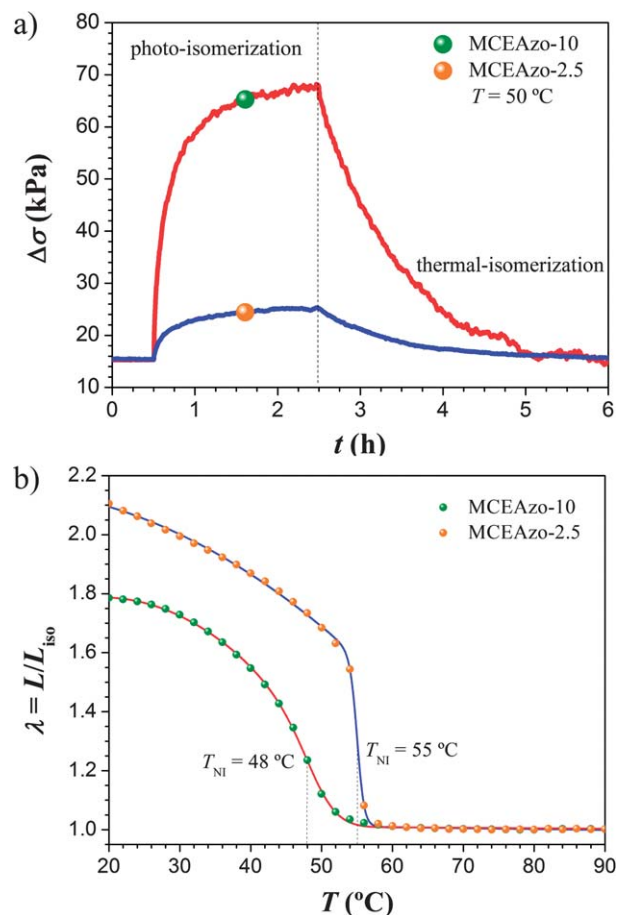 a)
photo-isomerization
MCEAzo-10
MCEAzo-2.5
T = 50 ºC
thermal-isomerization
Δσ (kPa)
80
70
60
50
40
30
20
10
0 1 2 3 4 5 6
t (h)
b)
MCEAzo-10
MCEAzo-2.5
λ = L/L_iso
2.2
2.0
1.8
1.6
1.4
1.2
1.0
T_NI = 48 ºC
T_NI = 55 ºC
20 30 40 50 60 70 80 90
T (ºC)